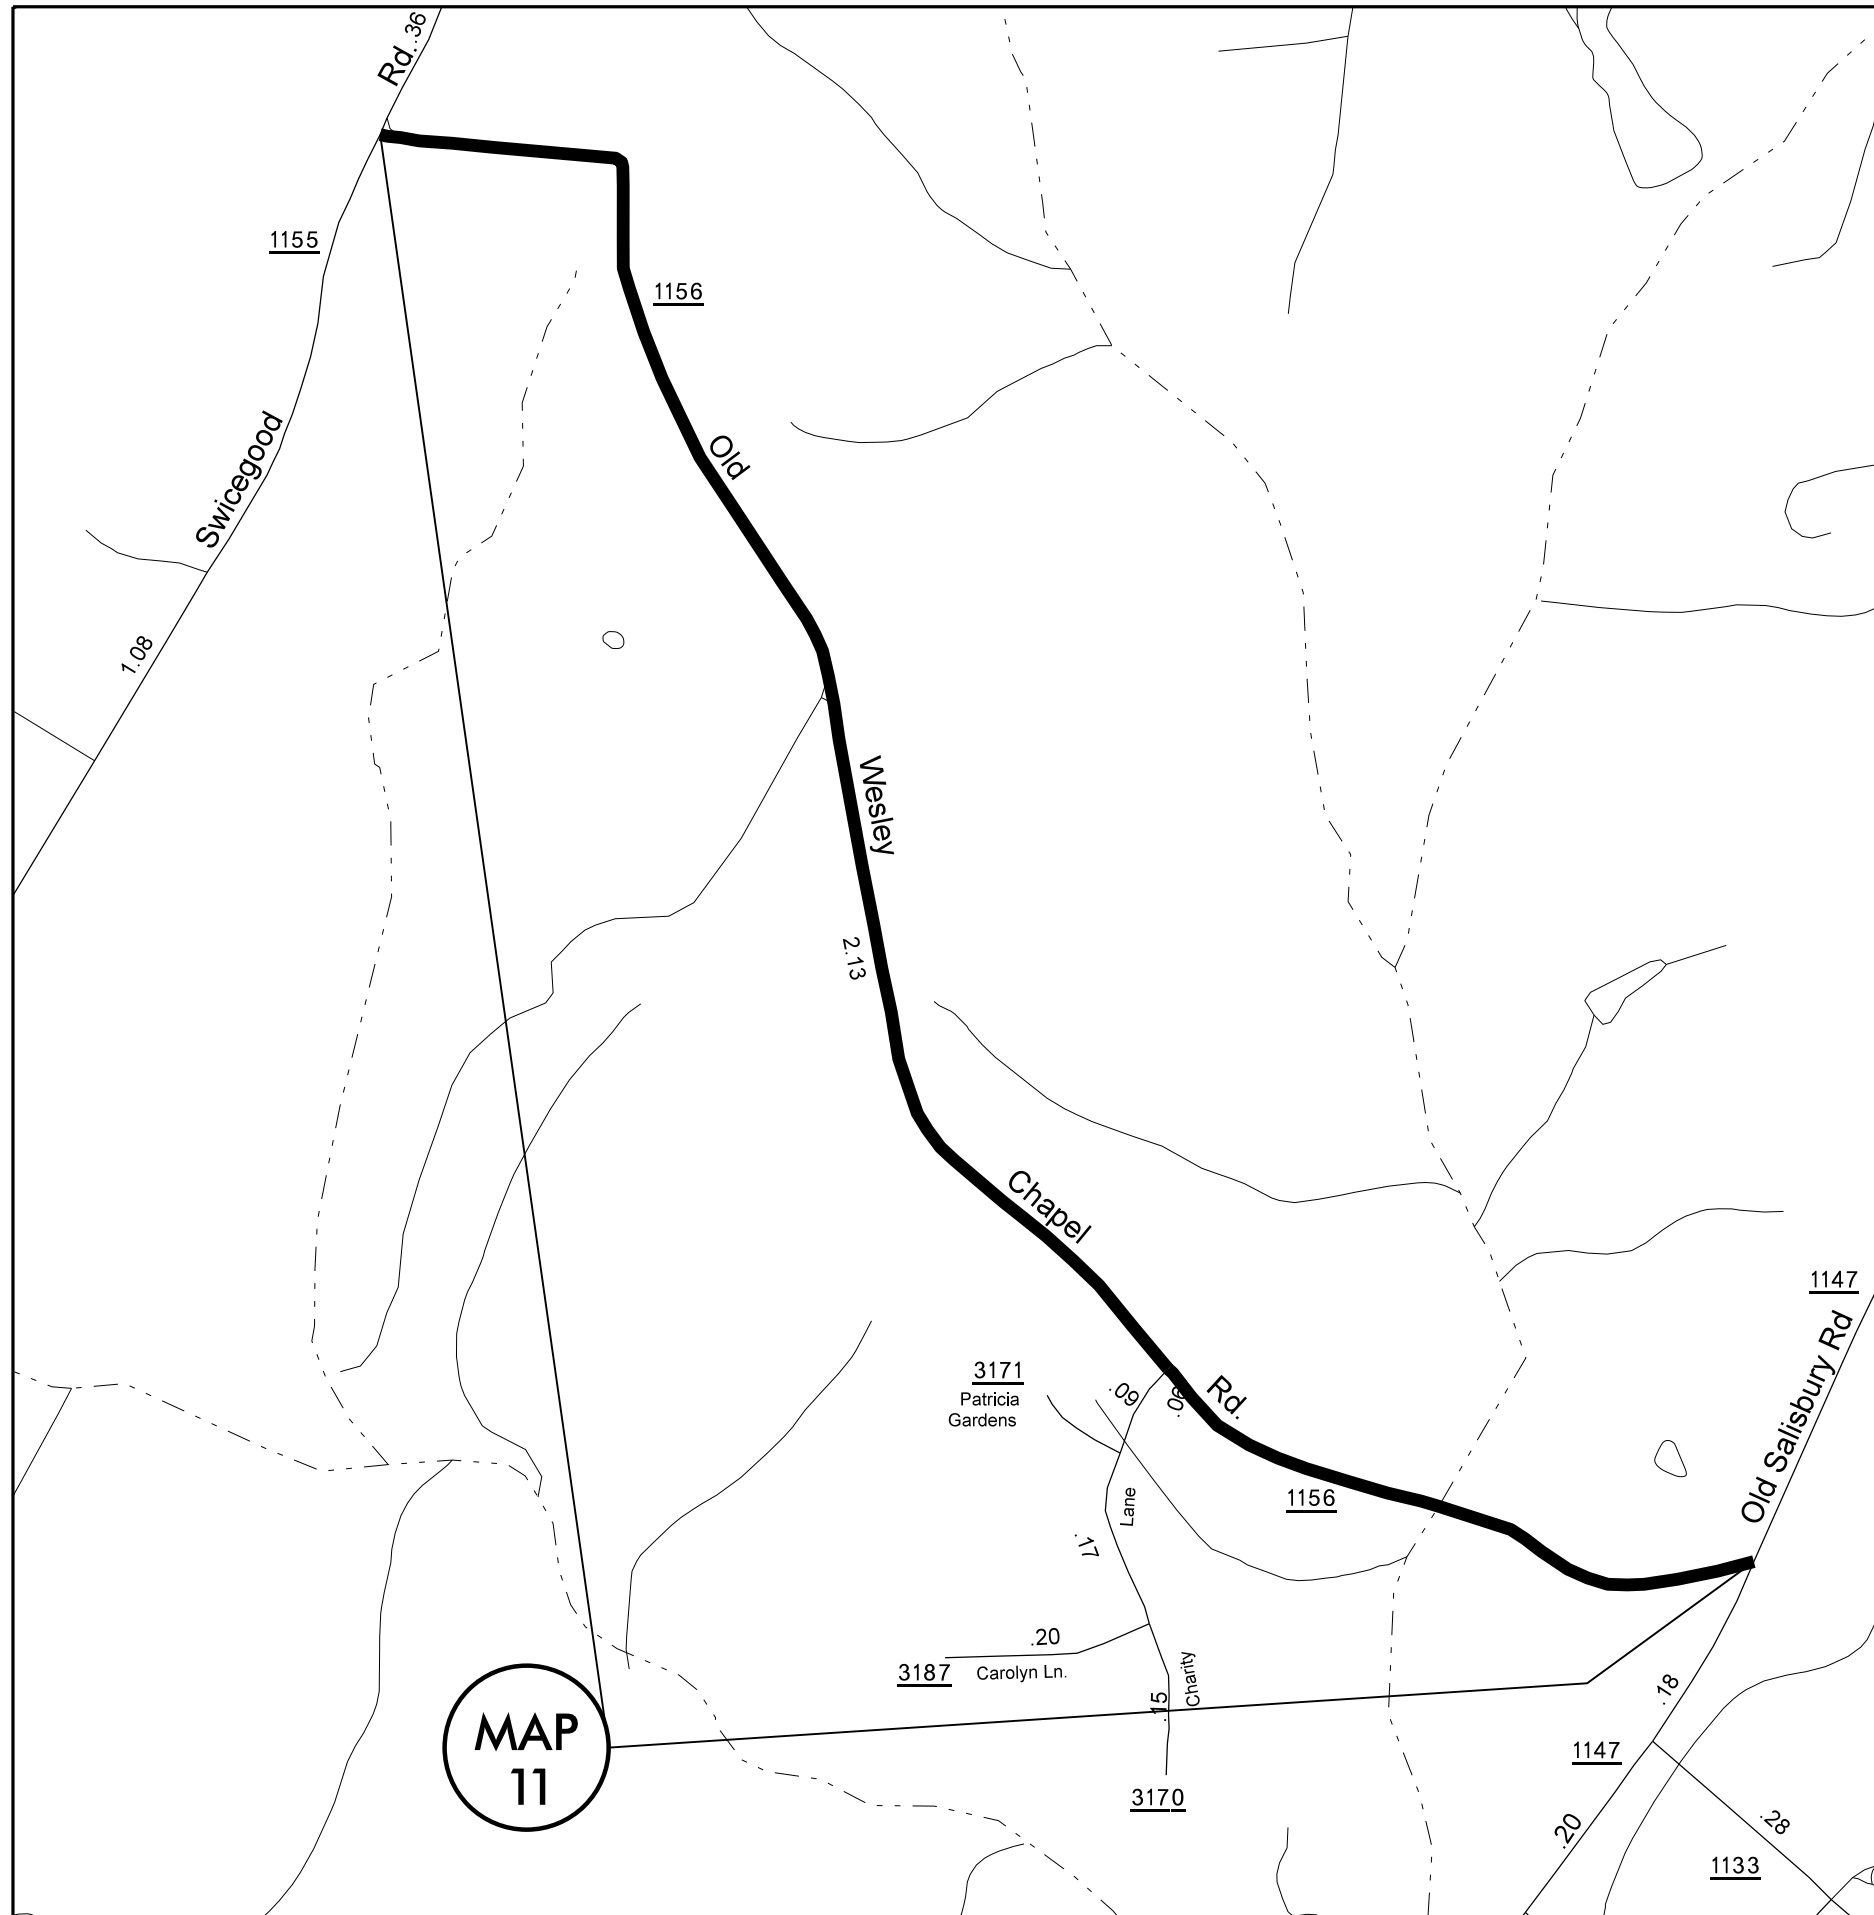 .36
Rd.
1155
1156
Swicegood
Old
1.08
Wesley
2.13
Chapel
1147
Old Salisbury Rd
3171
Patricia
Gardens
.09
.06
Rd.
1156
Lane
.17
.20
3187
Carolyn Ln.
Charity
.15
.18
MAP
11
1147
3170
.20
.28
1133